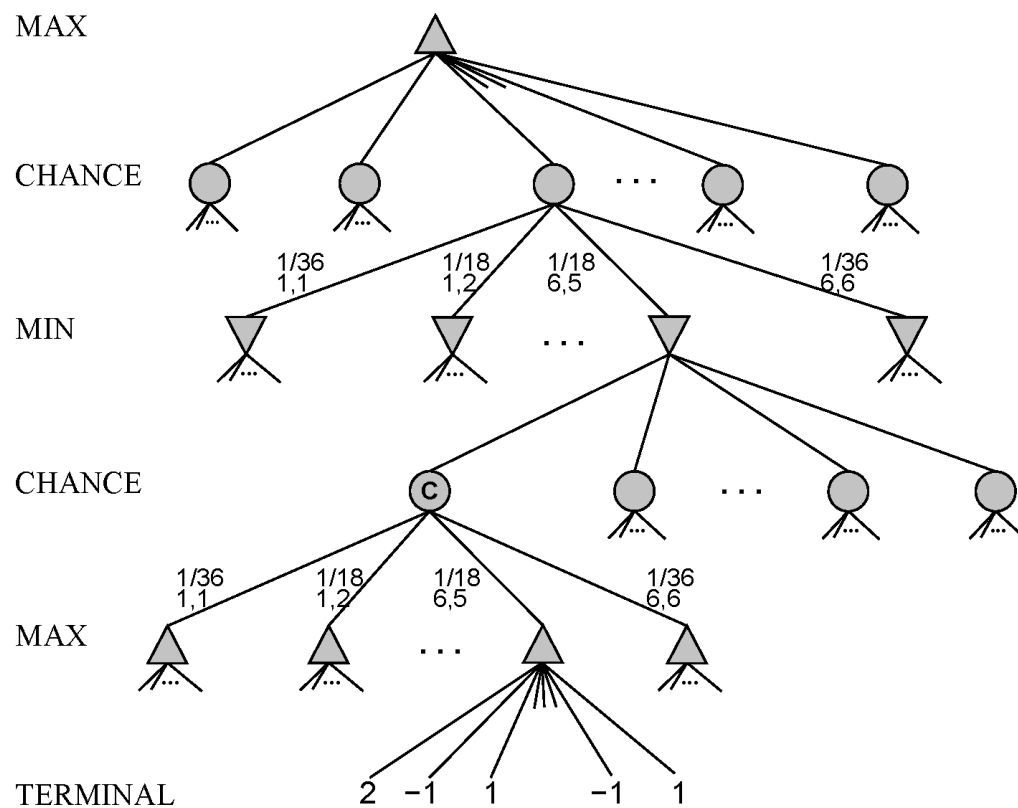 MAX
CHANCE
...
... ... ... ... ...
1/36 1/18 1/18 1/36
1,1 1,2 6,5 6,6
MIN
...
... ... ...
CHANCE
C
...
... ... ...
1/36 1/18 1/18 1/36
1,1 1,2 6,5 6,6
MAX
...
... ... ...
TERMINAL 2 −1 1 −1 1